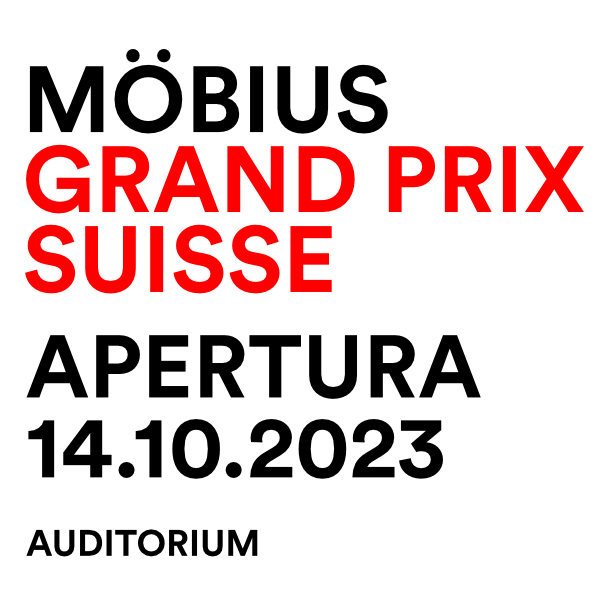 MÖBIUS
GRAND PRIX
SUISSE
APERTURA
14.10.2023
AUDITORIUM